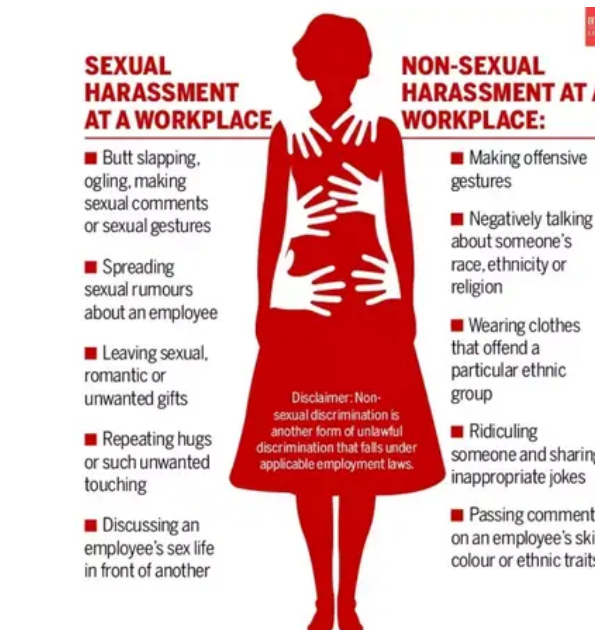 SEXUAL
HARASSMENT
AT A WORKPLACE
Butt slapping,
ogling, making
sexual comments
or sexual gestures
Spreading
sexual rumours
about an employee
Leaving sexual,
romantic or
unwanted gifts
Repeating hugs
or such unwanted
touching
Discussing an
employee's sex life
in front of another
Disclaimer: Non-
sexual discrimination is
another form of unlawful
discrimination that falls under
applicable employment laws.
NON-SEXUAL
HARASSMENT AT A
WORKPLACE:
Making offensive
gestures
Negatively talking
about someone's
race, ethnicity or
religion
Wearing clothes
that offend a
particular ethnic
group
Ridiculing
someone and sharing
inappropriate jokes
Passing comment
on an employee's ski
colour or ethnic traits